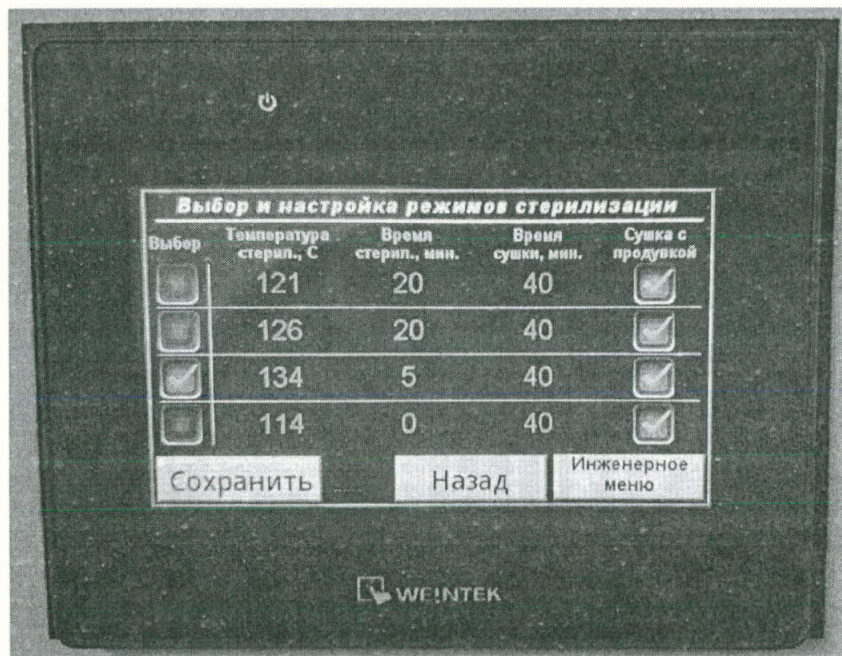 Выбор и настройка режимов стерилизации
Выбор Температура стерил., С Время стерил., мин. Время сушки, мин. Сушка с продувкой
121 20 40
126 20 40
134 5 40
114 0 40
Сохранить Назад Инженерное меню
WEINTEK